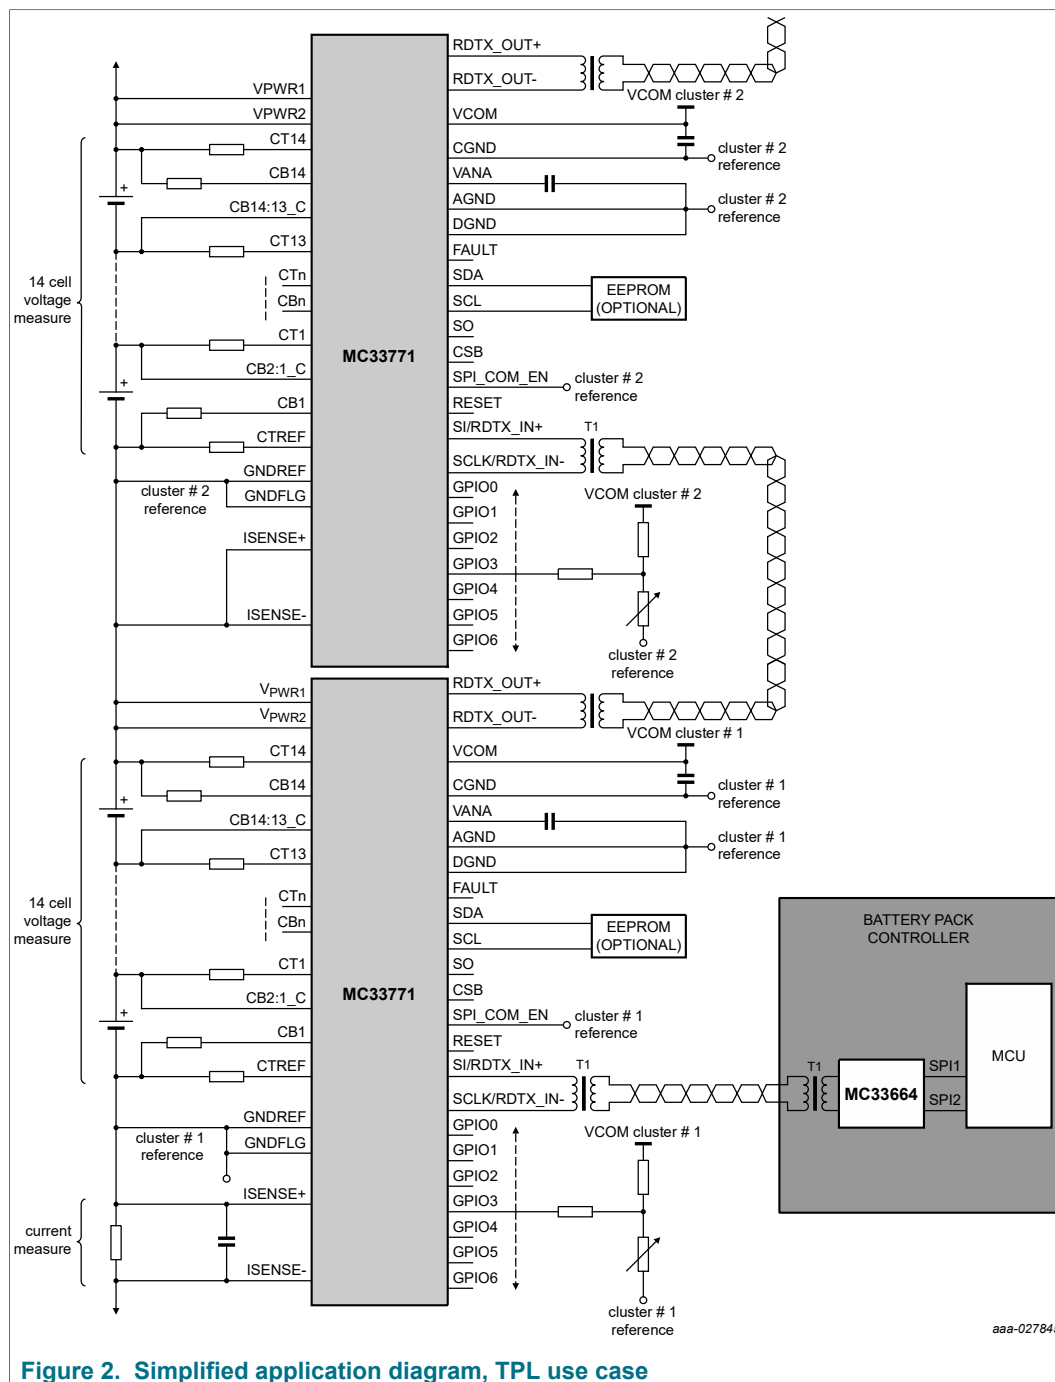 RDTX_OUT+
RDTX_OUT-
VCOM cluster # 2
VPWR1
VPWR2
VCOM
CT14
CGND
cluster # 2
reference
CB14
VANA
CB14:13_C
AGND
cluster # 2
reference
DGND
CT13
FAULT
14 cell
voltage
measure
CTn
SDA
EEPROM
(OPTIONAL)
CBn
SCL
CT1
SO
MC33771
CB2:1_C
CSB
SPI_COM_EN
cluster # 2
reference
CB1
RESET
CTREF
SI/RDTX_IN+
T1
GNDREF
SCLK/RDTX_IN-
cluster # 2
reference
GNDFLG
GPIO0
VCOM cluster # 2
GPIO1
ISENSE+
GPIO2
GPIO3
GPIO4
ISENSE-
GPIO5
GPIO6
cluster # 2
reference
VPWR1
RDTX_OUT+
VPWR2
RDTX_OUT-
VCOM cluster # 1
CT14
VCOM
CB14
CGND
cluster # 1
reference
CB14:13_C
VANA
AGND
cluster # 1
reference
CT13
DGND
14 cell
voltage
measure
CTn
FAULT
CBn
SDA
EEPROM
(OPTIONAL)
SCL
CT1
SO
MC33771
CB2:1_C
CSB
CB1
SPI_COM_EN
cluster # 1
reference
RESET
CTREF
SI/RDTX_IN+
T1
GNDREF
SCLK/RDTX_IN-
BATTERY PACK
CONTROLLER
MCU
T1
MC33664
SPI1
SPI2
cluster # 1
reference
GNDFLG
GPIO0
VCOM cluster # 1
GPIO1
ISENSE+
GPIO2
GPIO3
current
measure
GPIO4
GPIO5
ISENSE-
GPIO6
cluster # 1
reference
Figure 2. Simplified application diagram, TPL use case